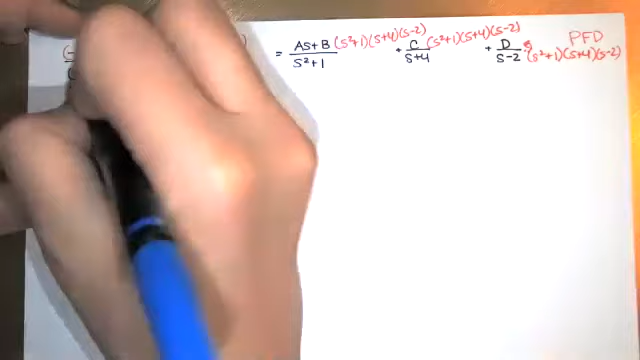 PFD
= As+B/s²+1 (s²+1)(s+4)(s-2) + C/s+4 (s²+1)(s+4)(s-2) + D/s-2 (s²+1)(s+4)(s-2)